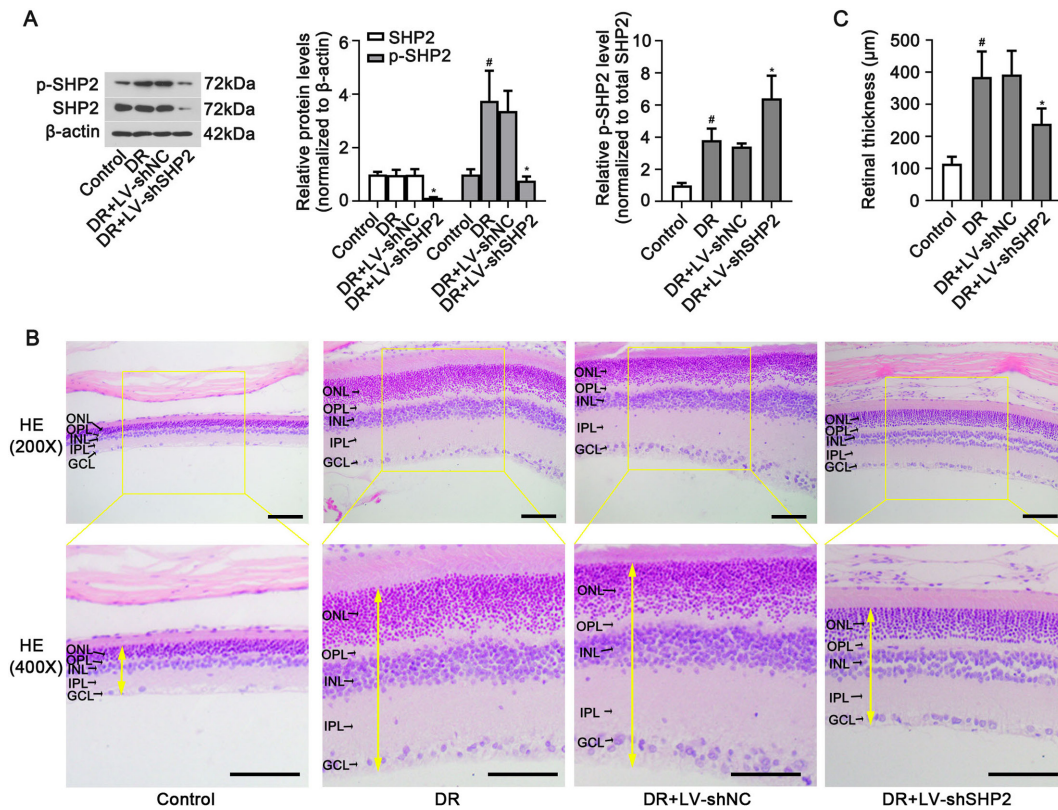 A
p-SHP2
72kDa
SHP2
72kDa
β-actin
42kDa
Control
DR
DR+LV-shNC
DR+LV-shSHP2
Relative protein levels
(normalized to β-actin)
6
4
2
0
SHP2
p-SHP2
#
*
*
Control
DR
DR+LV-shNC
DR+LV-shSHP2
Control
DR
DR+LV-shNC
DR+LV-shSHP2
Relative p-SHP2 level
(normalized to total SHP2)
10
8
6
4
2
0
#
*
Control
DR
DR+LV-shNC
DR+LV-shSHP2
C
Retinal thickness (μm)
500
400
300
200
100
0
#
*
Control
DR
DR+LV-shNC
DR+LV-shSHP2
B
HE
(200X)
ONL
OPL
INL
IPL
GCL
ONL
OPL
INL
IPL
GCL
ONL
OPL
INL
IPL
GCL
ONL
OPL
INL
IPL
GCL
HE
(400X)
ONL
OPL
INL
IPL
GCL
ONL
OPL
INL
IPL
GCL
ONL
OPL
INL
IPL
GCL
ONL
OPL
INL
IPL
GCL
Control
DR
DR+LV-shNC
DR+LV-shSHP2